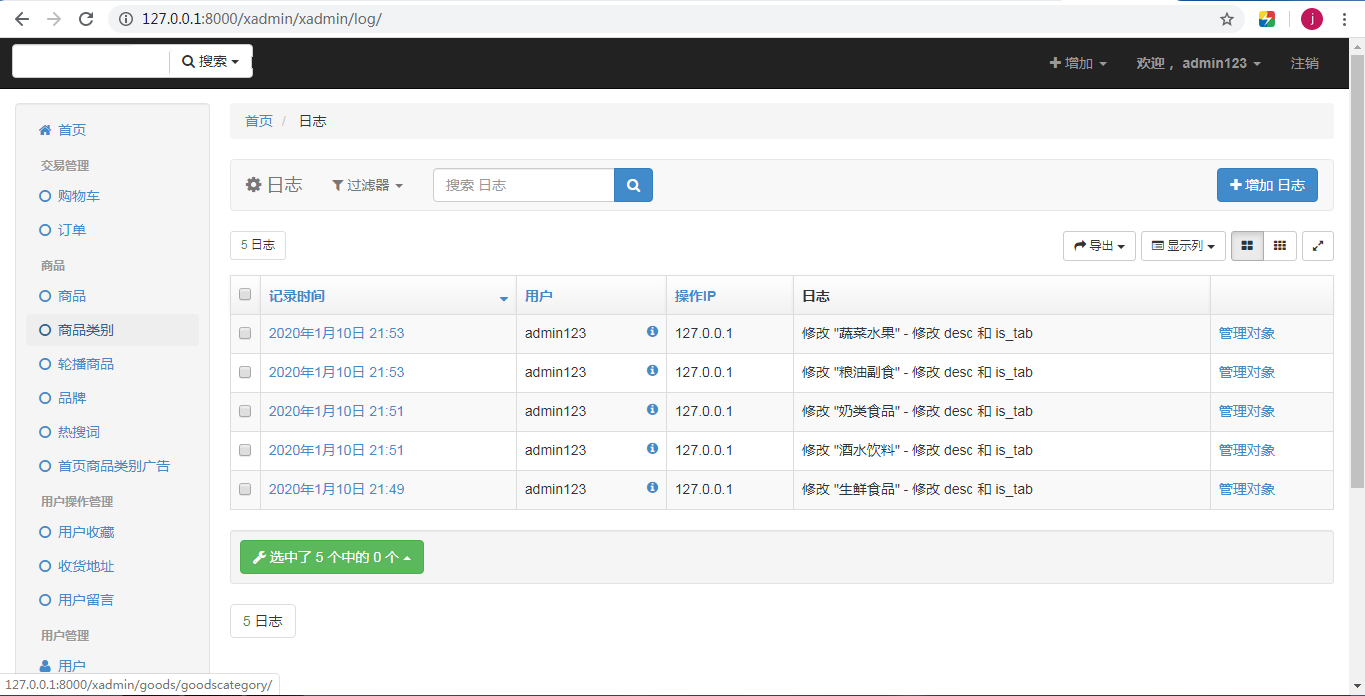 127.0.0.1:8000/xadmin/xadmin/log/
j
搜索
增加
欢迎， admin123
注销
首页
交易管理
购物车
订单
商品
商品
商品类别
轮播商品
品牌
热搜词
首页商品类别广告
用户操作管理
用户收藏
收货地址
用户留言
用户管理
用户
首页 / 日志
日志 过滤器 搜索 日志 增加 日志
5 日志 导出 显示列
记录时间 用户 操作IP 日志
2020年1月10日 21:53 admin123 127.0.0.1 修改 "蔬菜水果" - 修改 desc 和 is_tab 管理对象
2020年1月10日 21:53 admin123 127.0.0.1 修改 "粮油副食" - 修改 desc 和 is_tab 管理对象
2020年1月10日 21:51 admin123 127.0.0.1 修改 "奶类食品" - 修改 desc 和 is_tab 管理对象
2020年1月10日 21:51 admin123 127.0.0.1 修改 "酒水饮料" - 修改 desc 和 is_tab 管理对象
2020年1月10日 21:49 admin123 127.0.0.1 修改 "生鲜食品" - 修改 desc 和 is_tab 管理对象
选中了 5 个中的 0 个
5 日志
127.0.0.1:8000/xadmin/goods/goodscategory/